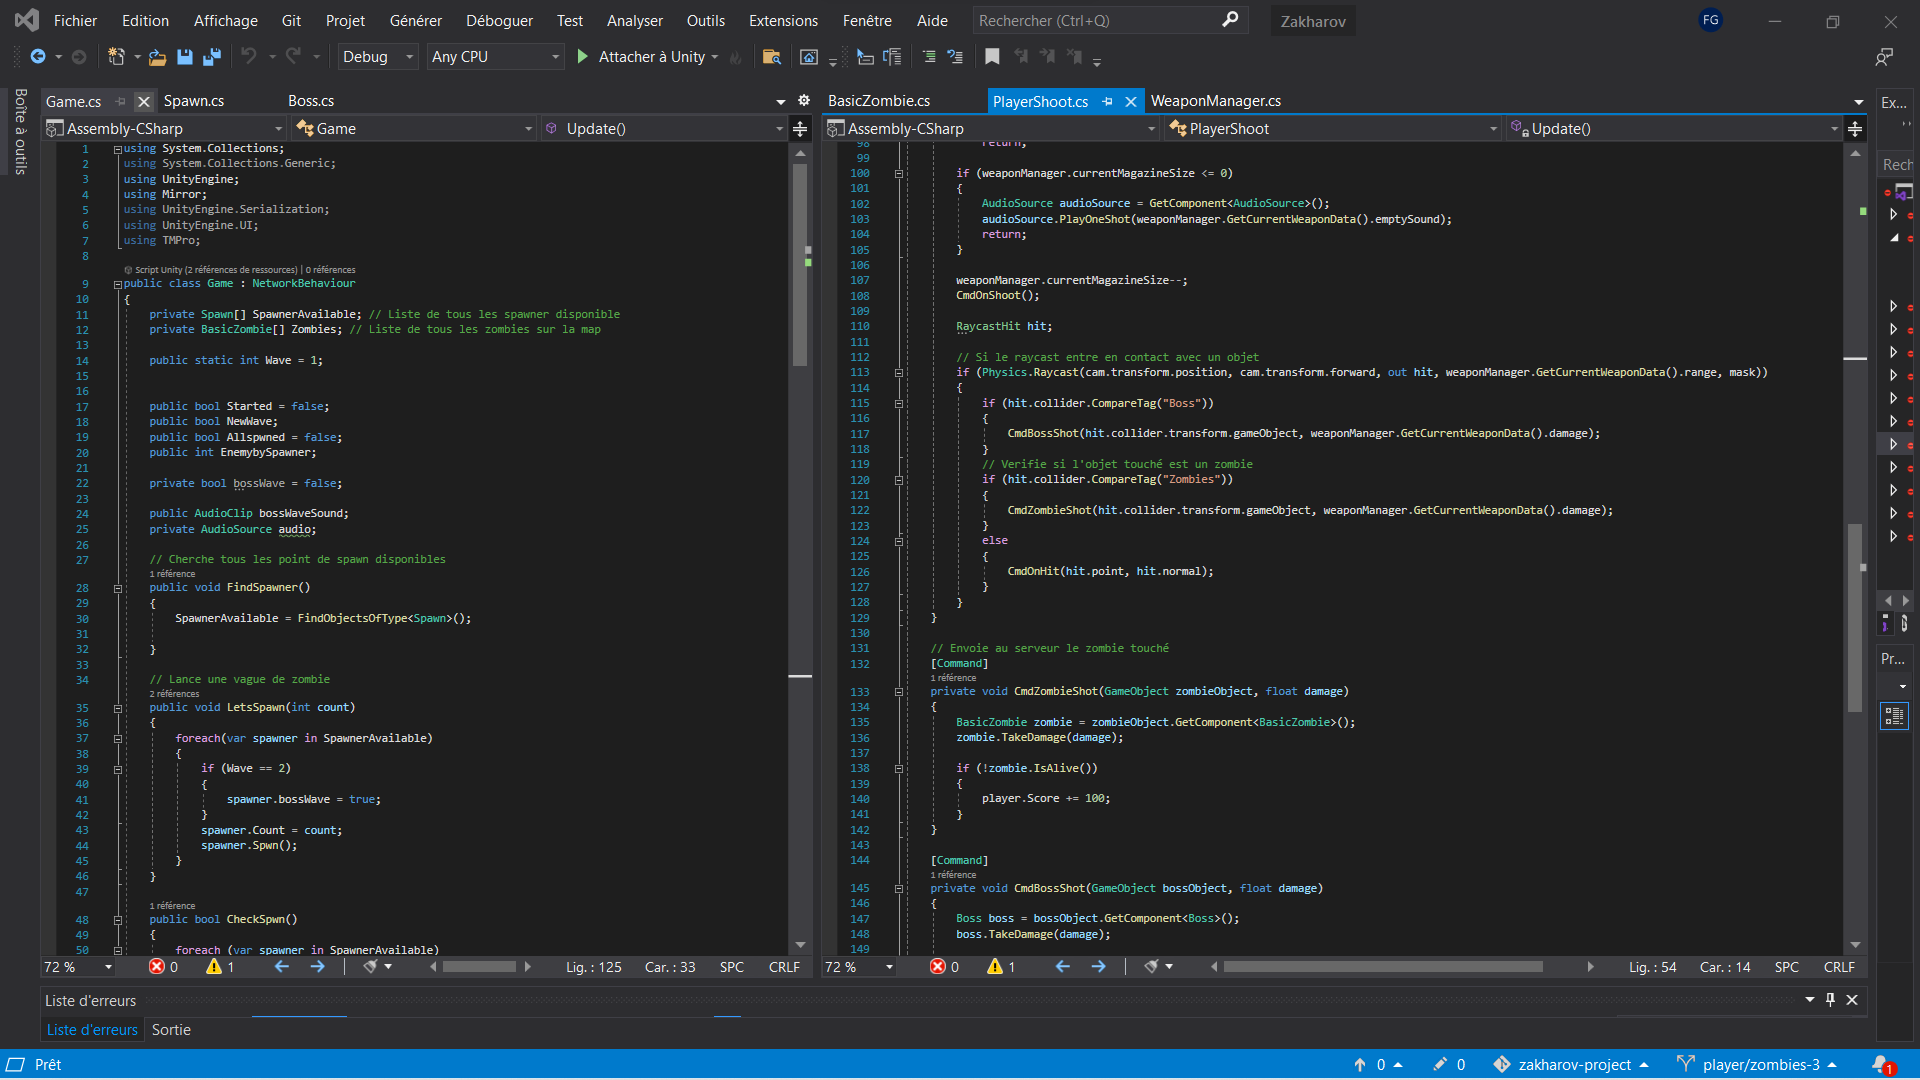 Fichier Edition Affichage Git Projet Générer Déboguer Test Analyser Outils Extensions Fenêtre Aide Rechercher (Ctrl+Q) Zakharov FG
Debug Any CPU Attacher à Unity
Boîte à outils
Game.cs Spawn.cs Boss.cs
Assembly-CSharp Game Update()
1 using System.Collections;
2 using System.Collections.Generic;
3 using UnityEngine;
4 using Mirror;
5 using UnityEngine.Serialization;
6 using UnityEngine.UI;
7 using TMPro;
8
Script Unity (2 références de ressources) | 0 références
9 public class Game : NetworkBehaviour
10 {
11 private Spawn[] SpawnerAvailable; // Liste de tous les spawner disponible
12 private BasicZombie[] Zombies; // Liste de tous les zombies sur la map
13
14 public static int Wave = 1;
15
16
17 public bool Started = false;
18 public bool NewWave;
19 public bool Allspwned = false;
20 public int EnemybySpawner;
21
22 private bool bossWave = false;
23
24 public AudioClip bossWaveSound;
25 private AudioSource audio;
26
27 // Cherche tous les point de spawn disponibles
1 référence
28 public void FindSpawner()
29 {
30 SpawnerAvailable = FindObjectsOfType<Spawn>();
31
32 }
33
34 // Lance une vague de zombie
2 références
35 public void LetsSpawn(int count)
36 {
37 foreach(var spawner in SpawnerAvailable)
38 {
39 if (Wave == 2)
40 {
41 spawner.bossWave = true;
42 }
43 spawner.Count = count;
44 spawner.Spwn();
45 }
46 }
47
1 référence
48 public bool CheckSpwn()
49 {
50 foreach (var spawner in SpawnerAvailable)
72 % 0 1 Lig. : 125 Car. : 33 SPC CRLF
BasicZombie.cs PlayerShoot.cs WeaponManager.cs
Assembly-CSharp PlayerShoot Update()
98 return;
99
100 if (weaponManager.currentMagazineSize <= 0)
101 {
102 AudioSource audioSource = GetComponent<AudioSource>();
103 audioSource.PlayOneShot(weaponManager.GetCurrentWeaponData().emptySound);
104 return;
105 }
106
107 weaponManager.currentMagazineSize--;
108 CmdOnShoot();
109
110 RaycastHit hit;
111
112 // Si le raycast entre en contact avec un objet
113 if (Physics.Raycast(cam.transform.position, cam.transform.forward, out hit, weaponManager.GetCurrentWeaponData().range, mask))
114 {
115 if (hit.collider.CompareTag("Boss"))
116 {
117 CmdBossShot(hit.collider.transform.gameObject, weaponManager.GetCurrentWeaponData().damage);
118 }
119 // Verifie si l'objet touché est un zombie
120 if (hit.collider.CompareTag("Zombies"))
121 {
122 CmdZombieShot(hit.collider.transform.gameObject, weaponManager.GetCurrentWeaponData().damage);
123 }
124 else
125 {
126 CmdOnHit(hit.point, hit.normal);
127 }
128 }
129 }
130
131 // Envoie au serveur le zombie touché
132 [Command]
1 référence
133 private void CmdZombieShot(GameObject zombieObject, float damage)
134 {
135 BasicZombie zombie = zombieObject.GetComponent<BasicZombie>();
136 zombie.TakeDamage(damage);
137
138 if (!zombie.IsAlive())
139 {
140 player.Score += 100;
141 }
142 }
143
144 [Command]
1 référence
145 private void CmdBossShot(GameObject bossObject, float damage)
146 {
147 Boss boss = bossObject.GetComponent<Boss>();
148 boss.TakeDamage(damage);
149
72 % 0 1 Lig. : 54 Car. : 14 SPC CRLF
Ex...
Rech
Pr...
Liste d'erreurs
Liste d'erreurs Sortie
Prêt 0 0 zakharov-project player/zombies-3 1